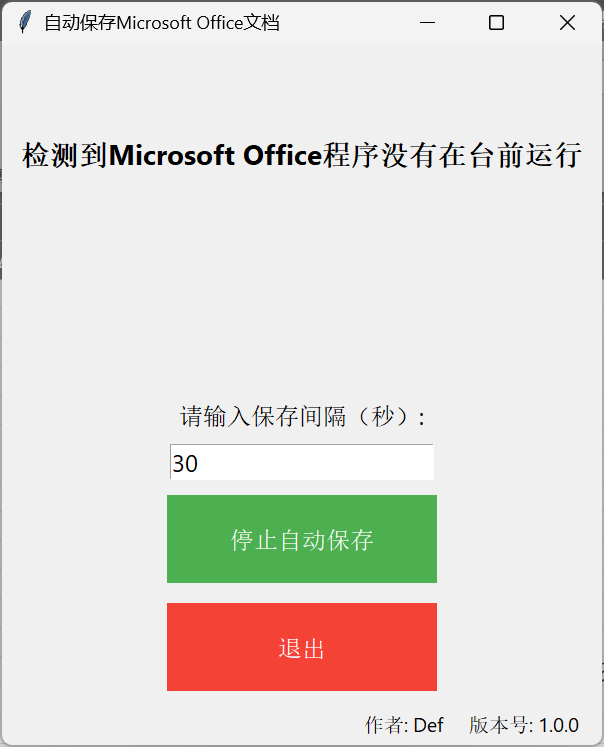 自动保存Microsoft Office文档
检测到Microsoft Office程序没有在台前运行
请输入保存间隔（秒）:
30
停止自动保存
退出
作者: Def 版本号: 1.0.0